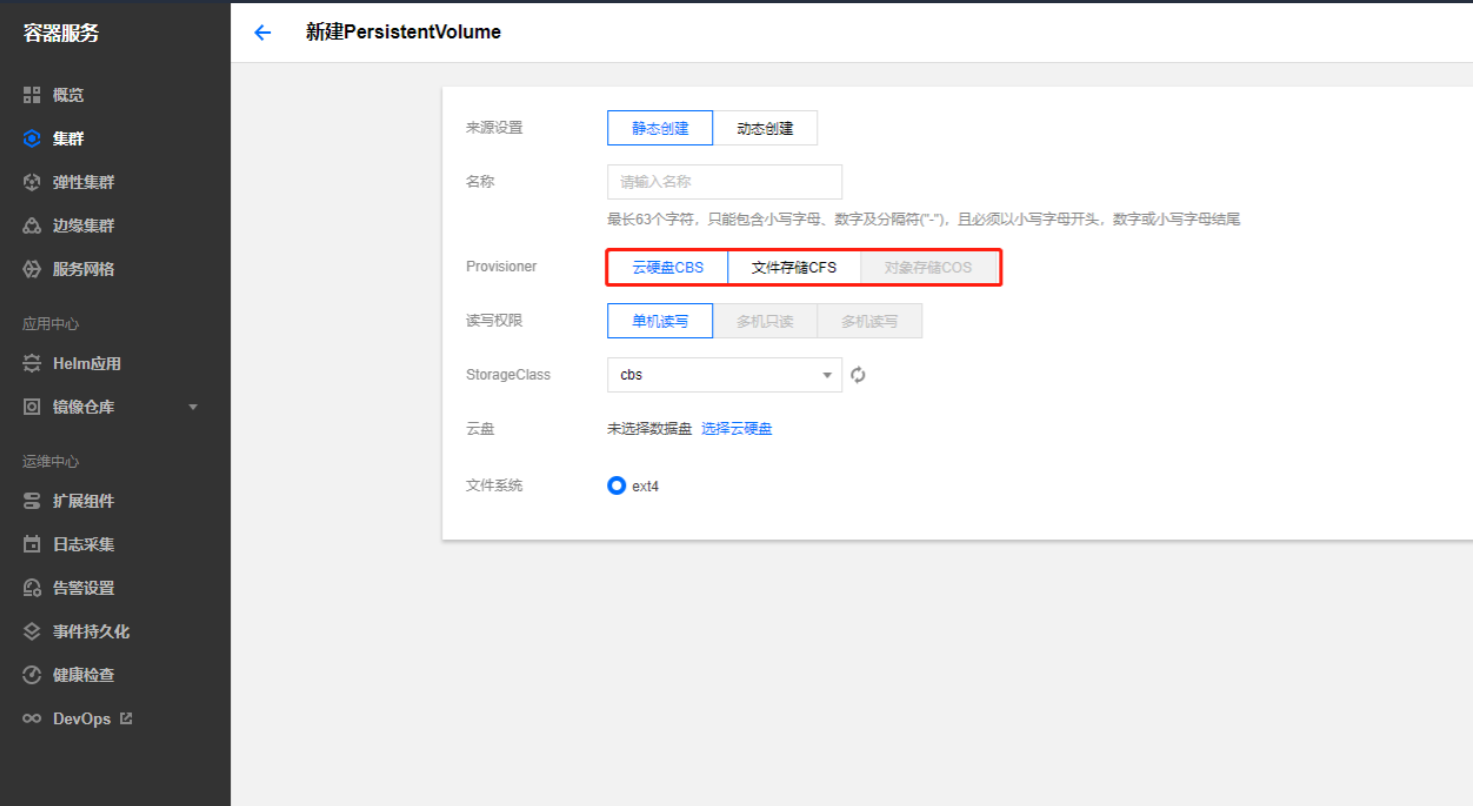 容器服务
新建PersistentVolume
概览
集群
弹性集群
边缘集群
服务网格
应用中心
Helm应用
镜像仓库
运维中心
扩展组件
日志采集
告警设置
事件持久化
健康检查
DevOps
来源设置 静态创建 动态创建
名称 请输入名称
最长63个字符，只能包含小写字母、数字及分隔符("-")，且必须以小写字母开头，数字或小写字母结尾
Provisioner 云硬盘CBS 文件存储CFS 对象存储COS
读写权限 单机读写 多机只读 多机读写
StorageClass cbs
云盘 未选择数据盘 选择云硬盘
文件系统 ext4